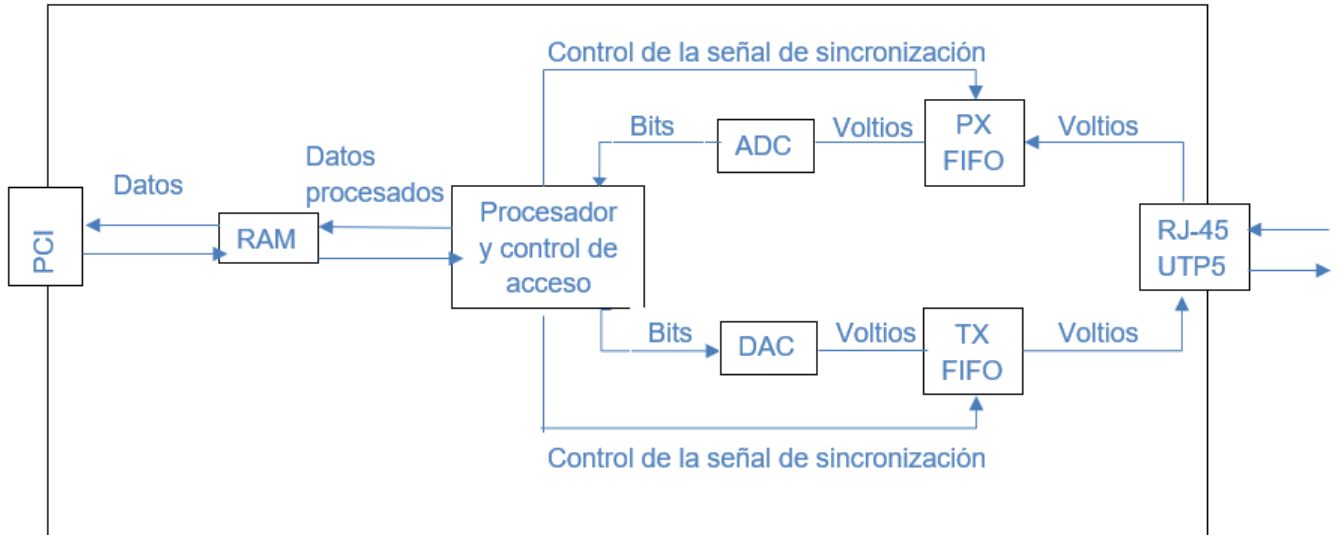 Control de la señal de sincronización
Bits
ADC
Voltios
PX
FIFO
Voltios
Datos
procesados
Datos
PCI
RAM
Procesador
y control de
acceso
RJ-45
UTP5
Bits
DAC
Voltios
TX
FIFO
Voltios
Control de la señal de sincronización